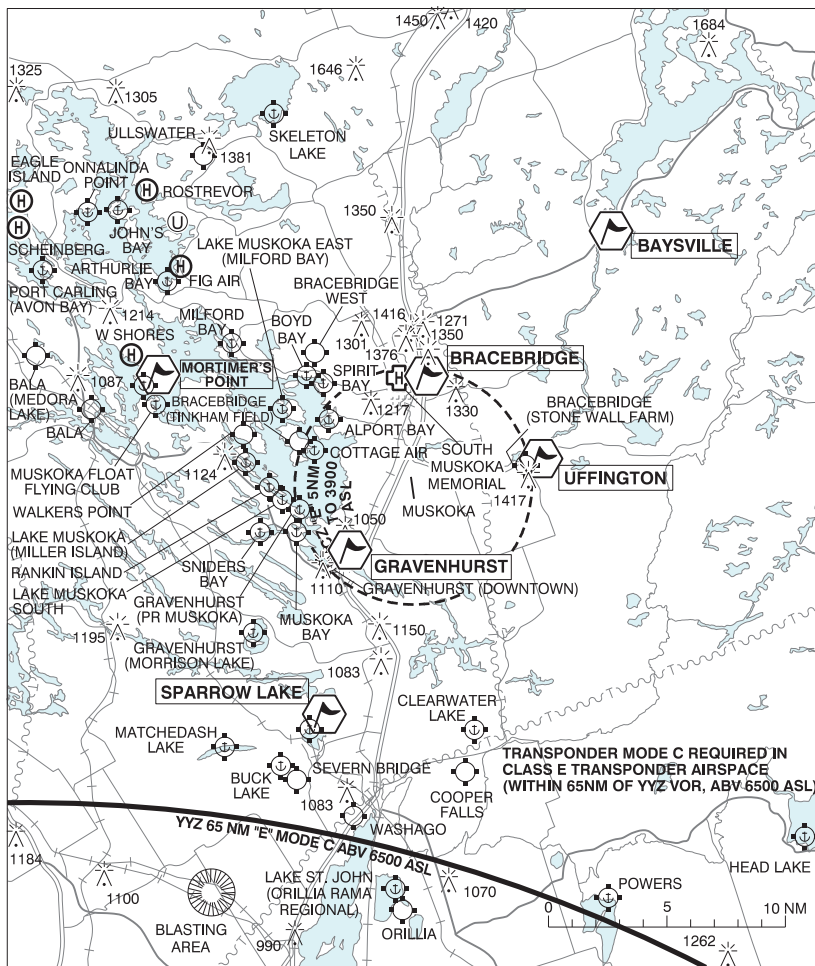 1450
1420
1684
1325
1646
1305
ULLSWATER
SKELETON
LAKE
1381
EAGLE
ISLAND
ONNALINDA
POINT
H
ROSTREVOR
H
H
JOHN'S
BAY
U
1350
LAKE MUSKOKA EAST
(MILFORD BAY)
BAYSVILLE
SCHEINBERG
ARTHURLIE
BAY
H
FIG AIR
PORT CARLING
(AVON BAY)
BRACEBRIDGE
WEST
1214
MILFORD
BAY
BOYD
BAY
1416
1271
1301
1350
W SHORES
H
1376
BRACEBRIDGE
MORTIMER'S
POINT
SPIRIT
BAY
H
1087
BALA
(MEDORA
LAKE)
BRACEBRIDGE
(TINKHAM FIELD)
1217
1330
BRACEBRIDGE
(STONE WALL FARM)
BALA
ALPORT BAY
COTTAGE AIR
SOUTH
MUSKOKA
MEMORIAL
MUSKOKA FLOAT
FLYING CLUB
1124
UFFINGTON
1417
WALKERS POINT
MUSKOKA
CZ "E" 5NM
TO 3900
ASL
1050
LAKE MUSKOKA
(MILLER ISLAND)
RANKIN ISLAND
SNIDERS
BAY
GRAVENHURST
LAKE MUSKOKA
SOUTH
1110
GRAVENHURST (DOWNTOWN)
GRAVENHURST
(PR MUSKOKA)
MUSKOKA
BAY
1195
1150
GRAVENHURST
(MORRISON LAKE)
1083
SPARROW LAKE
CLEARWATER
LAKE
MATCHEDASH
LAKE
TRANSPONDER MODE C REQUIRED IN
CLASS E TRANSPONDER AIRSPACE
(WITHIN 65NM OF YYZ VOR, ABV 6500 ASL)
BUCK
LAKE
SEVERN BRIDGE
1083
COOPER
FALLS
WASHAGO
YYZ 65 NM "E" MODE C ABV 6500 ASL
1184
HEAD LAKE
1100
LAKE ST. JOHN
(ORILLIA RAMA
REGIONAL)
1070
POWERS
BLASTING
AREA
ORILLIA
0 5 10 NM
990
1262